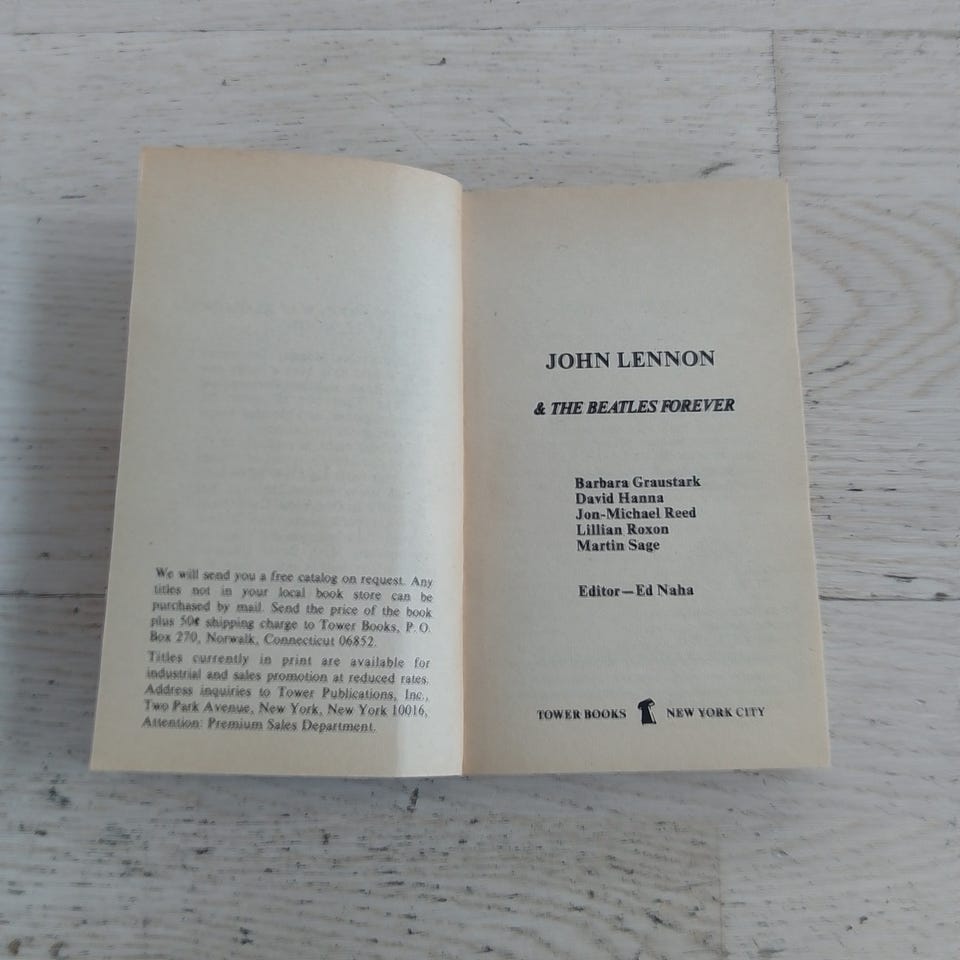 We will send you a free catalog on request. Any
titles not in your local book store can be
purchased by mail. Send the price of the book
plus 50¢ shipping charge to Tower Books, P.O.
Box 270, Norwalk, Connecticut 06852.
Titles currently in print are available for
industrial and sales promotion at reduced rates.
Address inquiries to Tower Publications, Inc.,
Two Park Avenue, New York, New York 10016,
Attention: Premium Sales Department.
JOHN LENNON
& THE BEATLES FOREVER
Barbara Graustark
David Hanna
Jon-Michael Reed
Lillian Roxon
Martin Sage
Editor—Ed Naha
TOWER BOOKS NEW YORK CITY